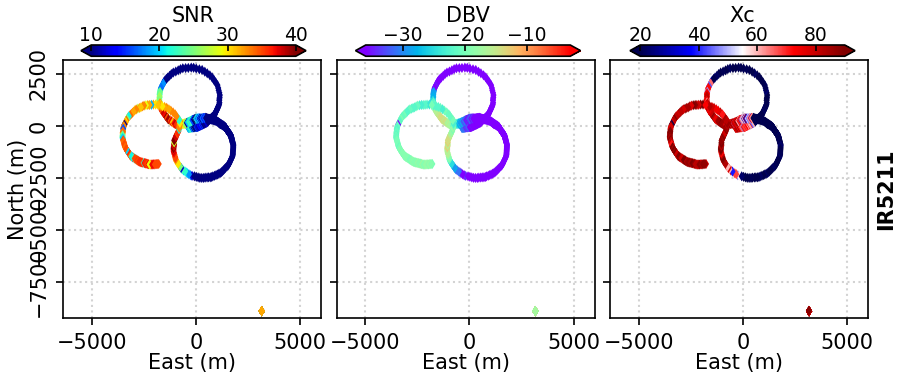 SNR DBV Xc
10 20 30 40 −30 −20 −10 20 40 60 80
2500
0
−2500
−5000
−7500
North (m)
IR5211
−5000 0 5000 −5000 0 5000 −5000 0 5000
East (m) East (m) East (m)